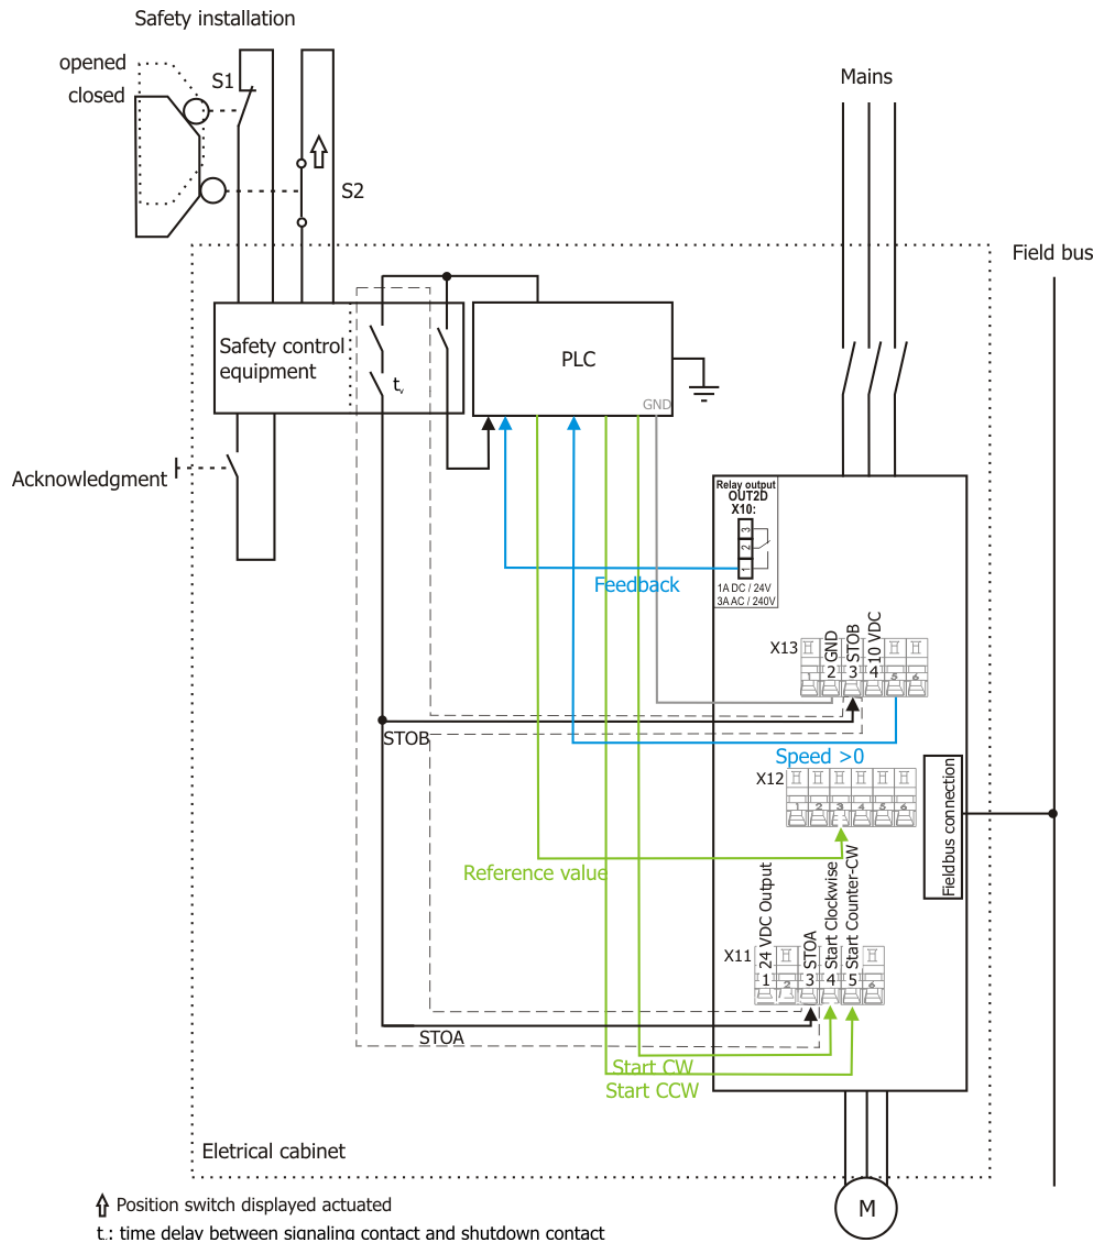 Safety installation
opened
closed
S1
S2
Mains
Field bus
Safety control
equipment
tv
PLC
GND
Acknowledgment
Relay output
OUT2D
X10:
3
2
1
1A DC / 24V
3A AC / 240V
Feedback
X13
1
2 GND
3 STOB
4 10 VDC
5
6
STOB
Speed >0
X12
1
2
3
4
5
6
Fieldbus connection
Reference value
X11
1 24 VDC Output
2
3 STOA
4 Start Clockwise
5 Start Counter-CW
6
STOA
Start CW
Start CCW
Eletrical cabinet
M
Position switch displayed actuated
tv: time delay between signaling contact and shutdown contact